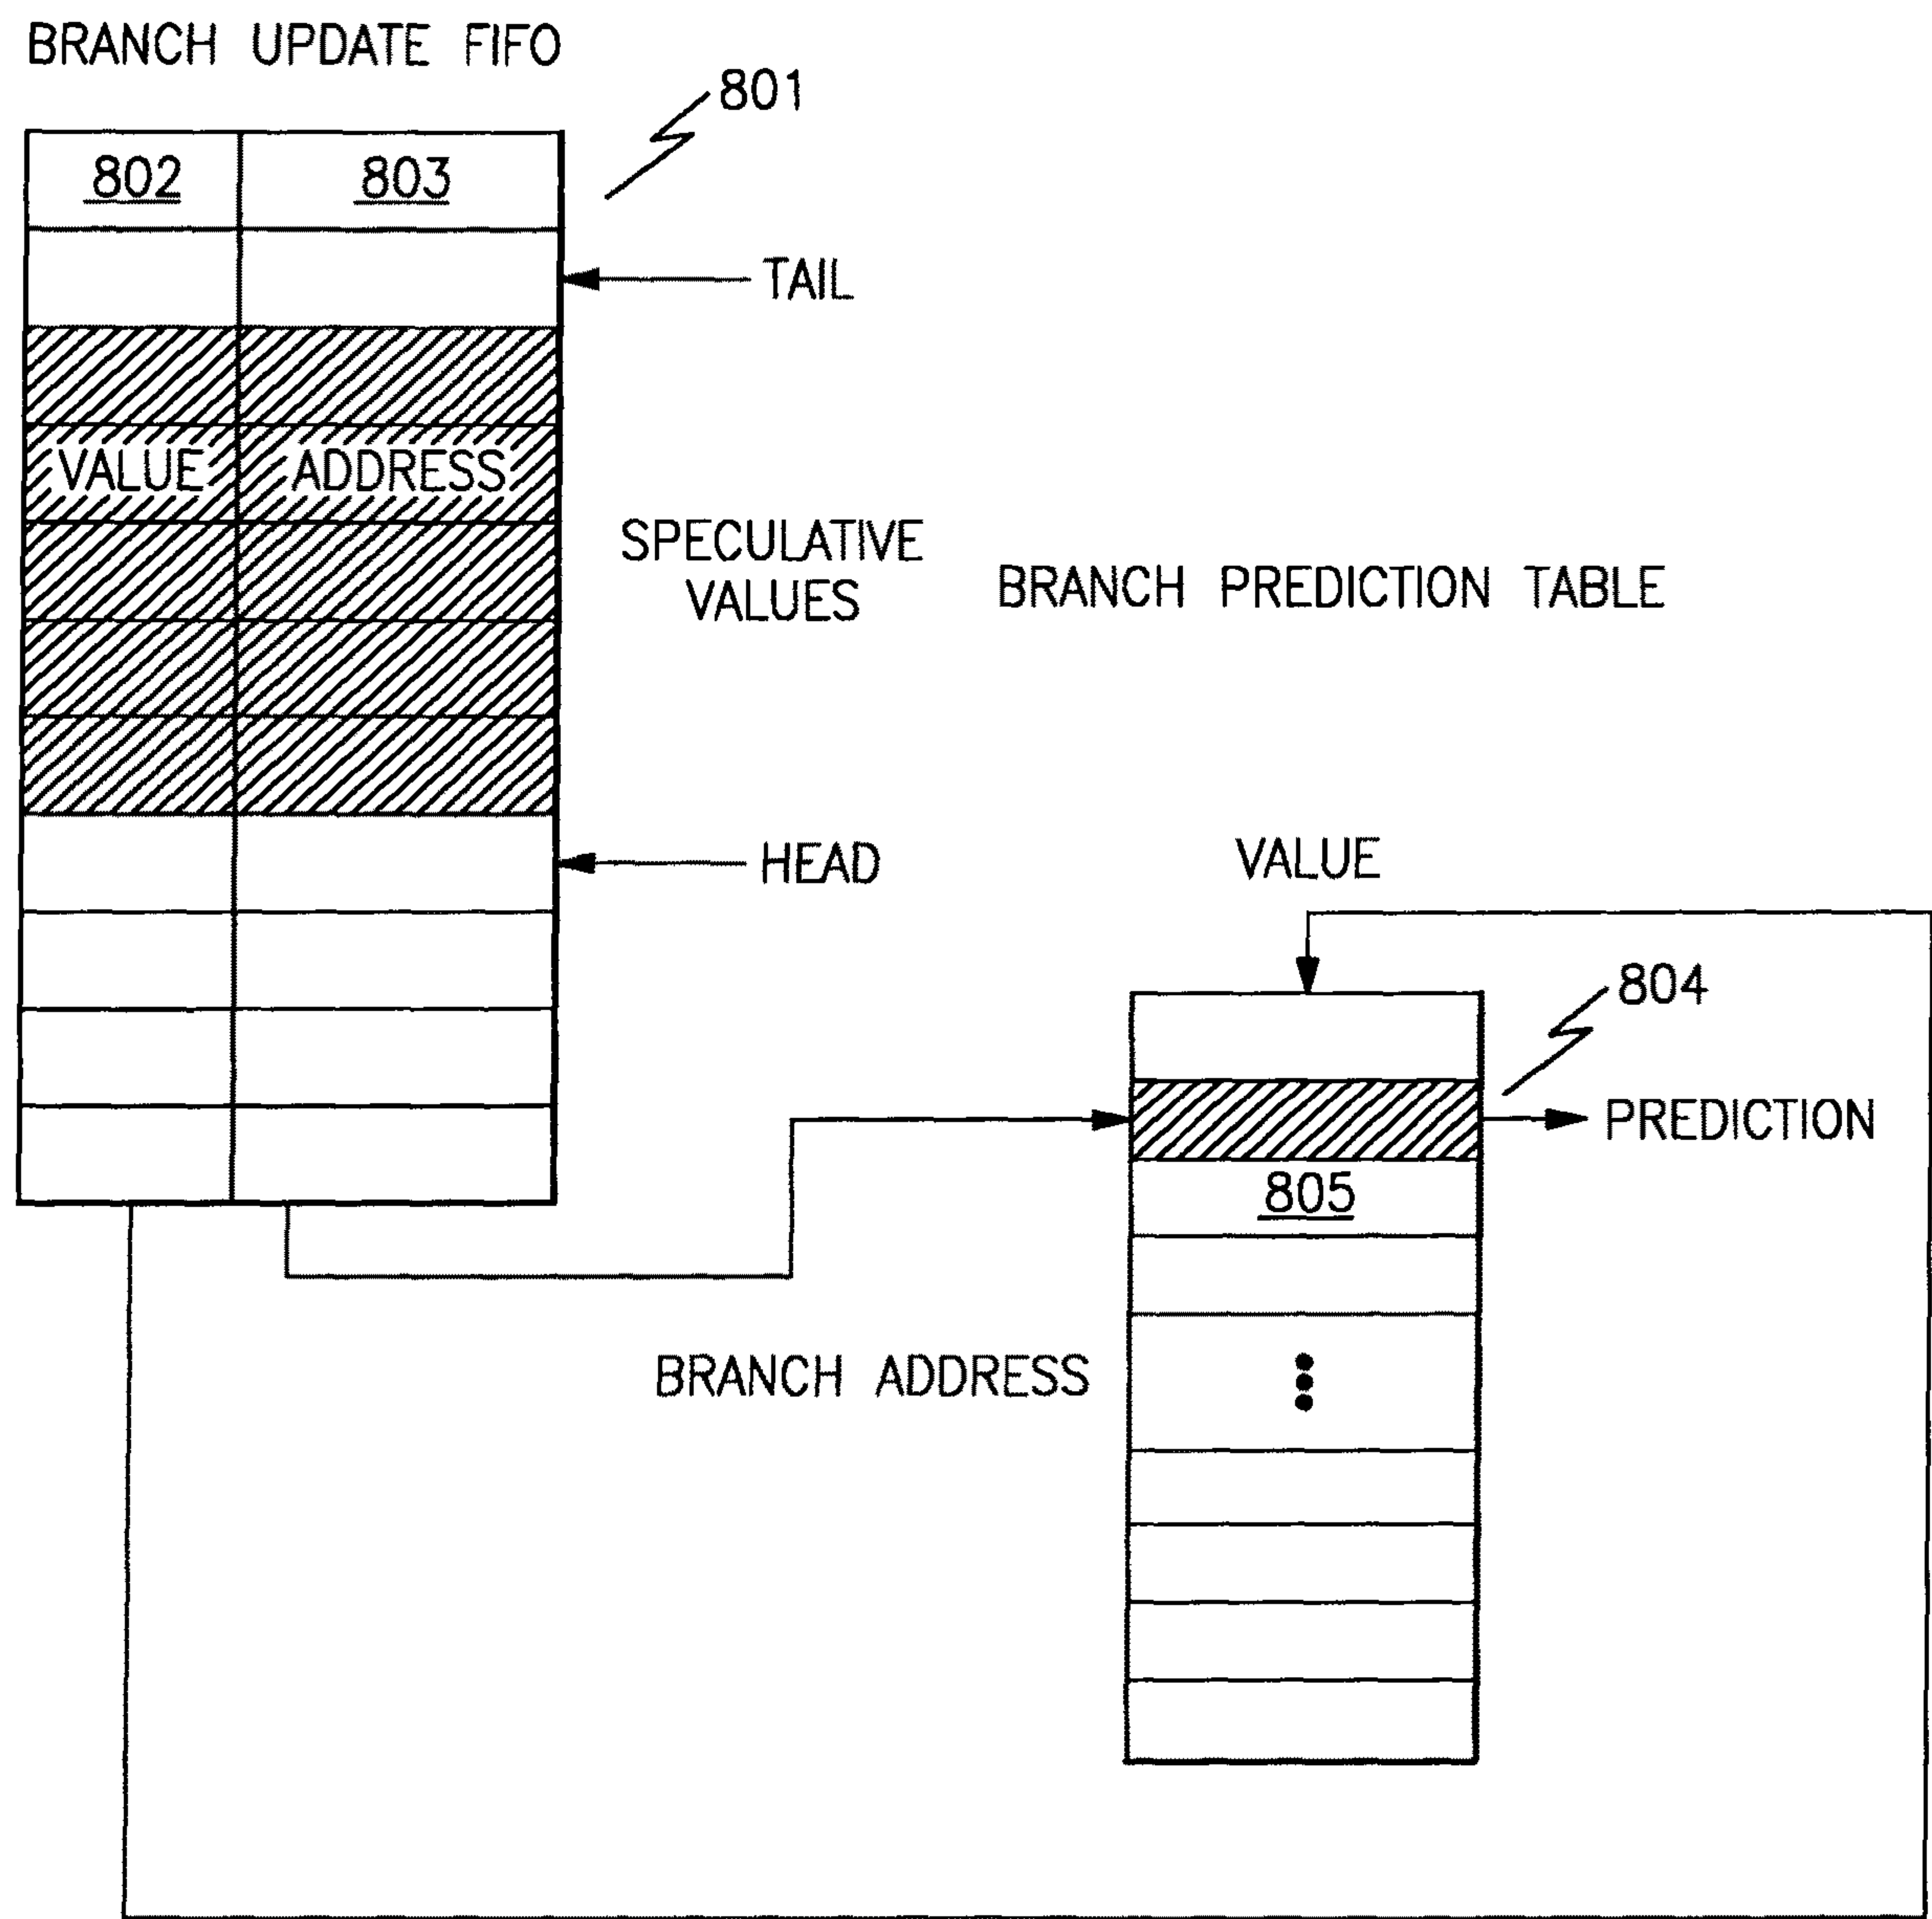 BRANCH UPDATE FIFO
801
802 803
TAIL
VALUE ADDRESS
SPECULATIVE
VALUES
BRANCH PREDICTION TABLE
HEAD
VALUE
804
PREDICTION
805
BRANCH ADDRESS